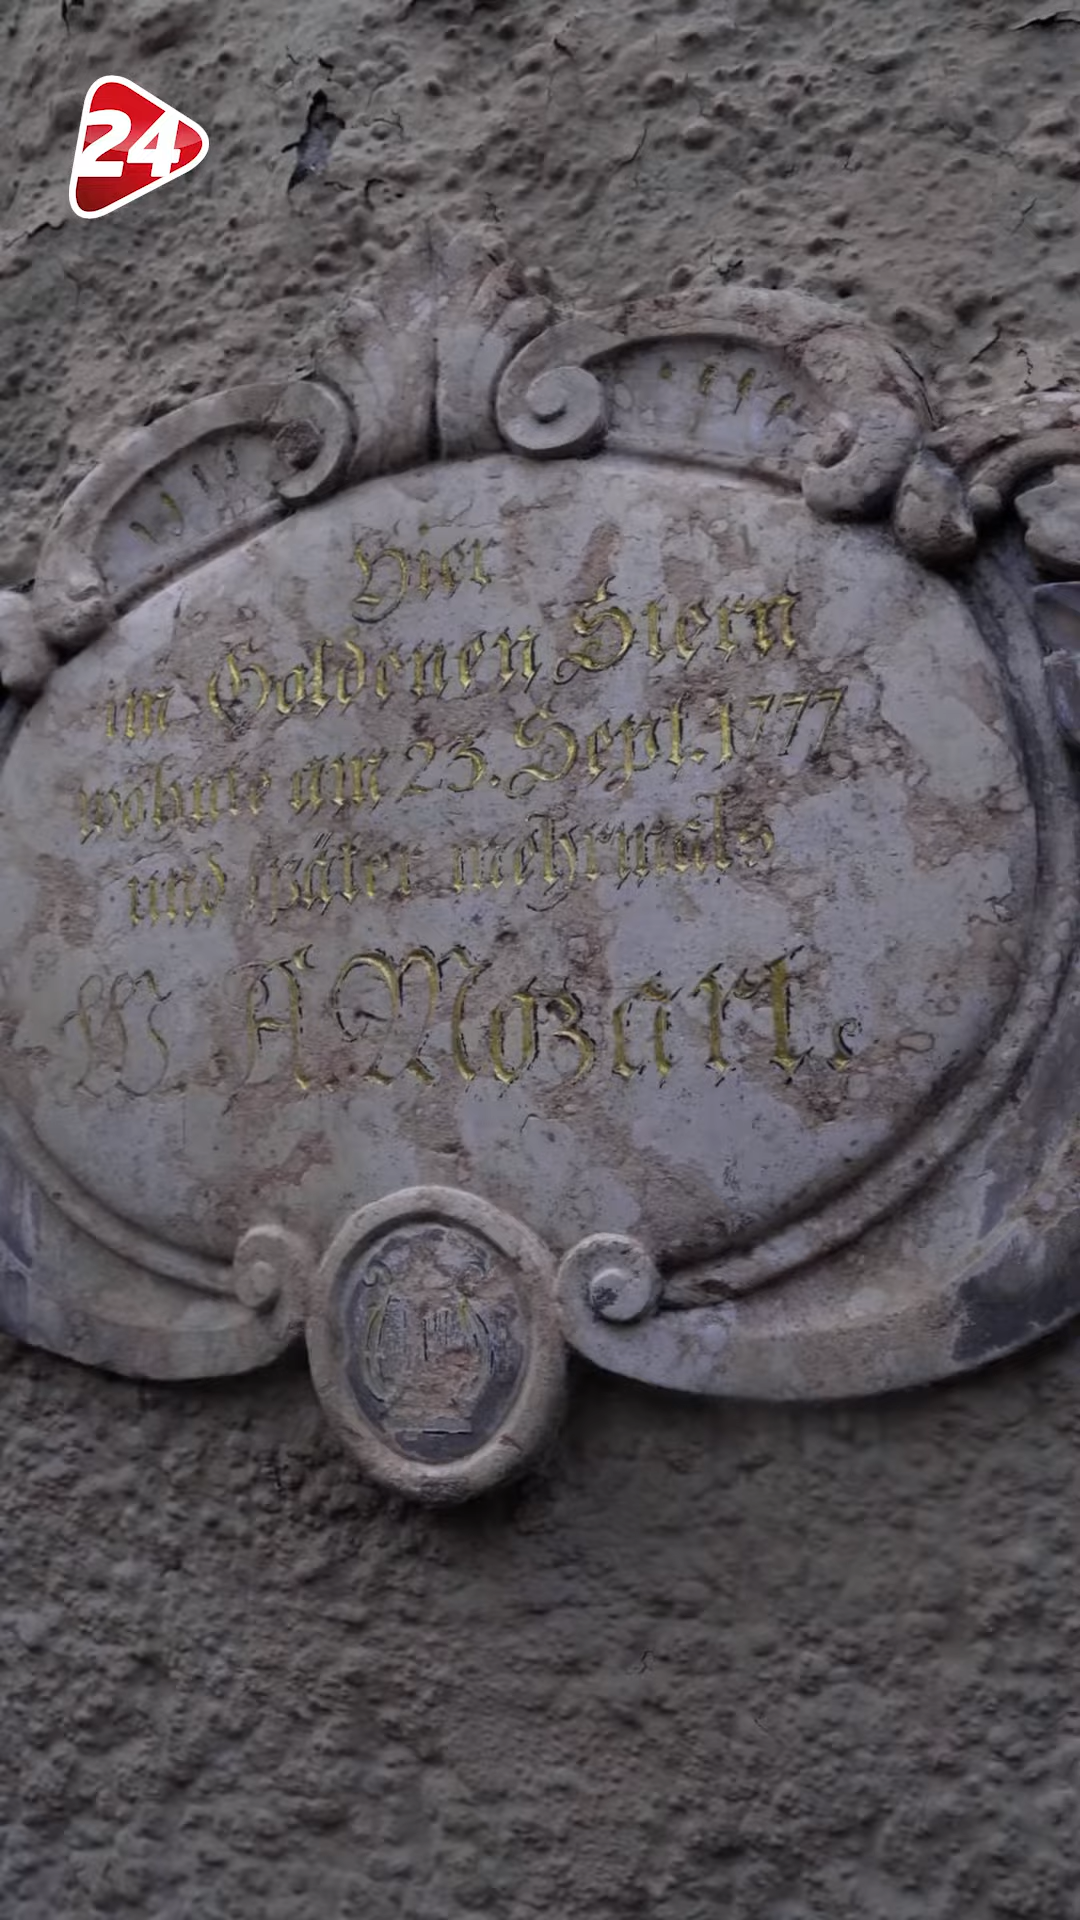 24
Hier
im Goldenen Stern
wohnte am 23. Sept. 1777
und später mehrmals
W. A. Mozart.